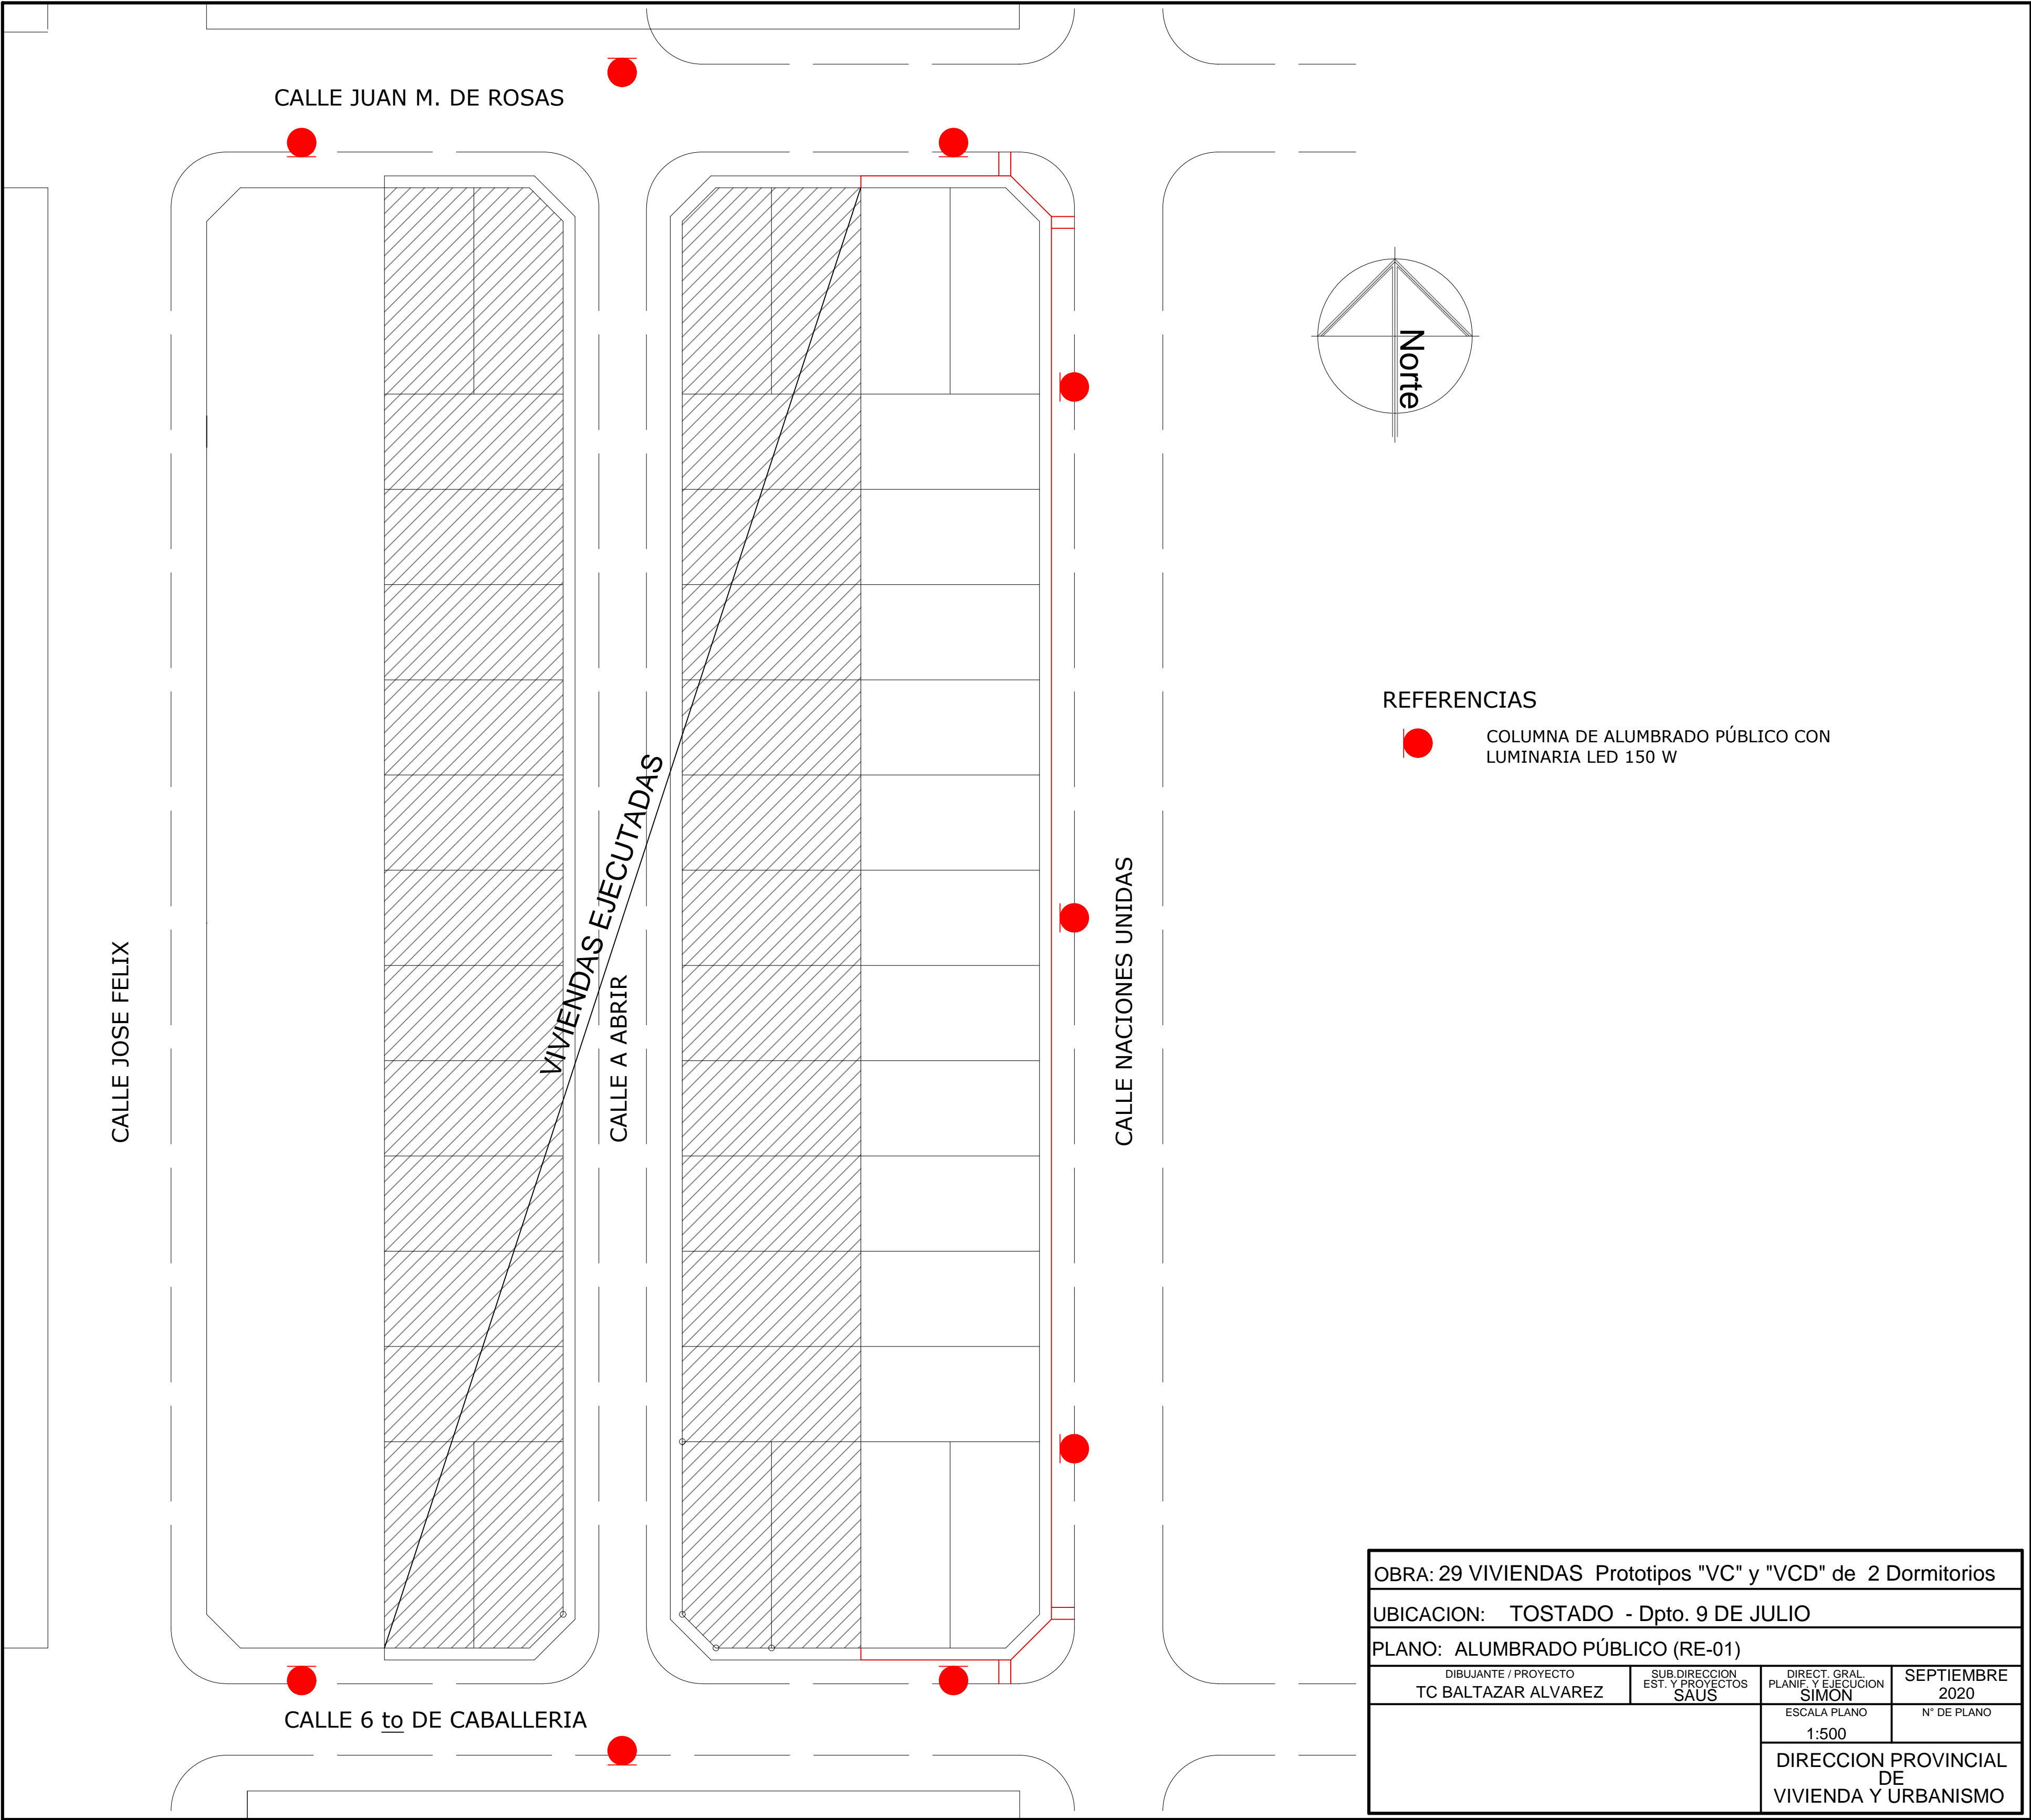 CALLE JUAN M. DE ROSAS
Norte
REFERENCIAS
COLUMNA DE ALUMBRADO PÚBLICO CON
LUMINARIA LED 150 W
VIVIENDAS EJECUTADAS
CALLE JOSE FELIX
CALLE A ABRIR
CALLE NACIONES UNIDAS
CALLE 6 to DE CABALLERIA
OBRA: 29 VIVIENDAS Prototipos "VC" y "VCD" de 2 Dormitorios
UBICACION: TOSTADO - Dpto. 9 DE JULIO
PLANO: ALUMBRADO PÚBLICO (RE-01)
DIBUJANTE / PROYECTO
TC BALTAZAR ALVAREZ
SUB.DIRECCION
EST. Y PROYECTOS
SAUS
DIRECT. GRAL.
PLANIF. Y EJECUCION
SIMON
SEPTIEMBRE
2020
ESCALA PLANO
1:500
N° DE PLANO
DIRECCION PROVINCIAL
DE
VIVIENDA Y URBANISMO